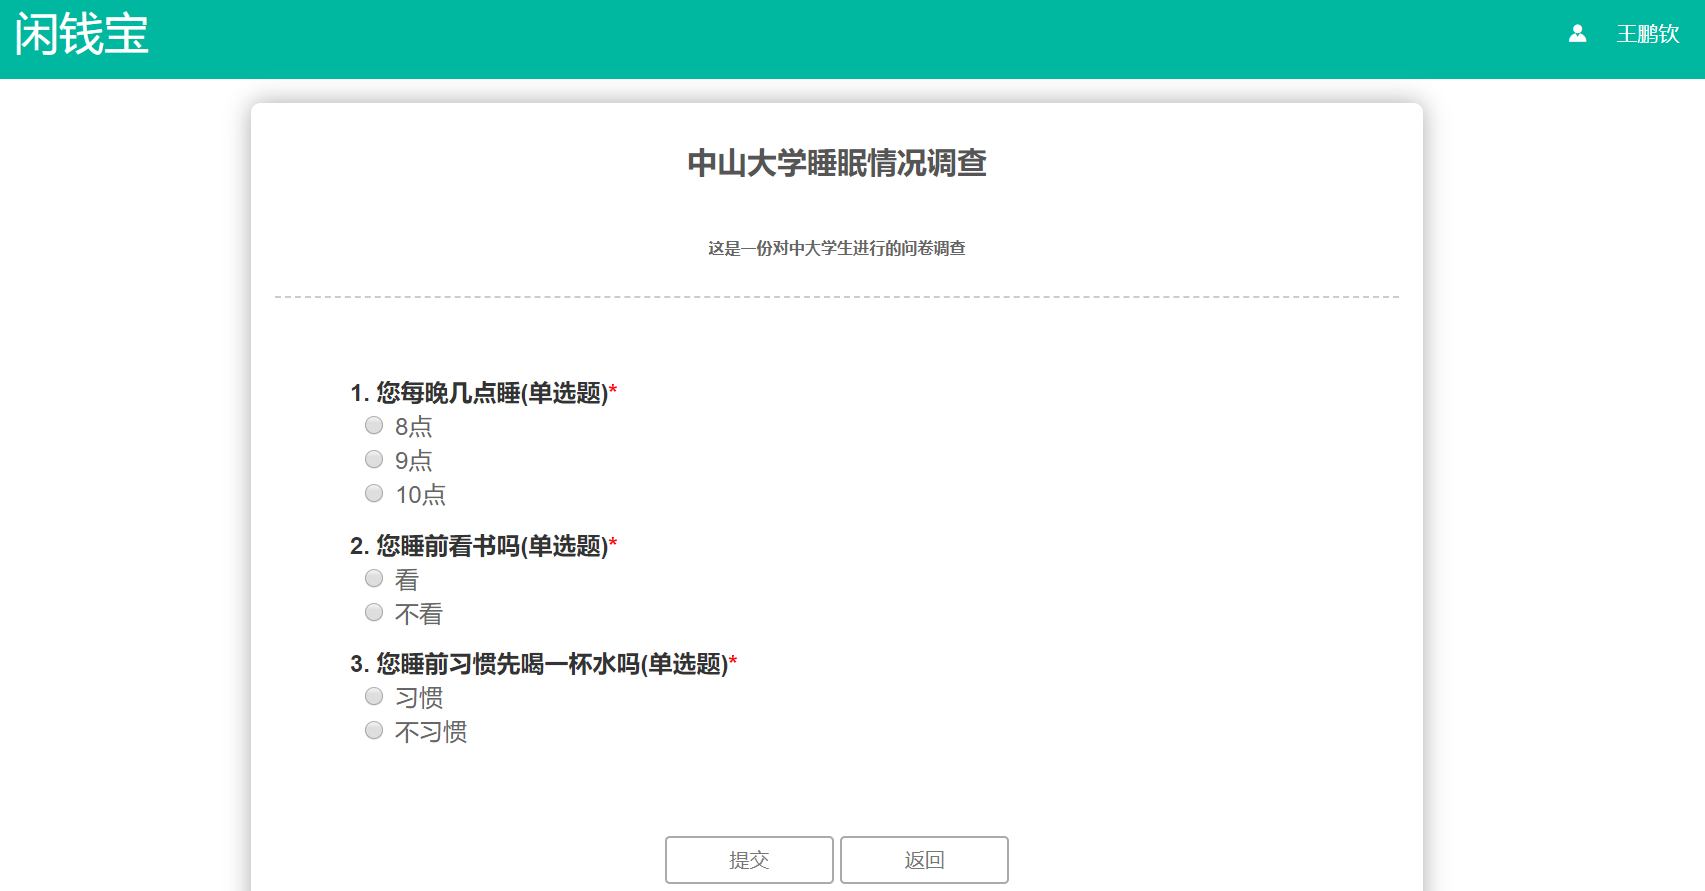 闲钱宝
王鹏钦
中山大学睡眠情况调查
这是一份对中大学生进行的问卷调查
1. 您每晚几点睡(单选题)*
8点
9点
10点
2. 您睡前看书吗(单选题)*
看
不看
3. 您睡前习惯先喝一杯水吗(单选题)*
习惯
不习惯
提交
返回